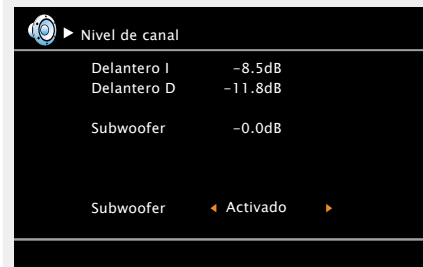 Nivel de canal
Delantero I -8.5dB
Delantero D -11.8dB
Subwoofer -0.0dB
Subwoofer Activado